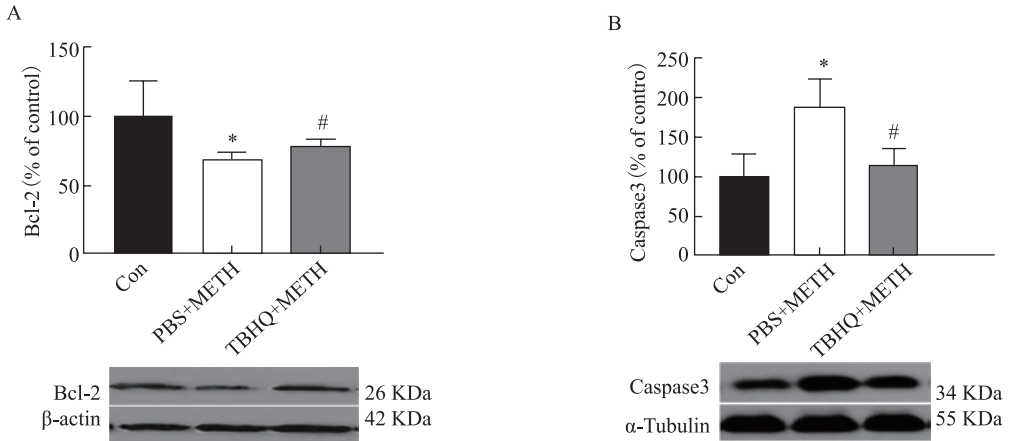 A
Bcl-2 (% of control)
150
100
50
0
*
#
Con
PBS+METH
TBHQ+METH
Bcl-2
26 KDa
β-actin
42 KDa
B
Caspase3 (% of contro)
250
200
150
100
50
0
*
#
Con
PBS+METH
TBHQ+METH
Caspase3
34 KDa
α-Tubulin
55 KDa